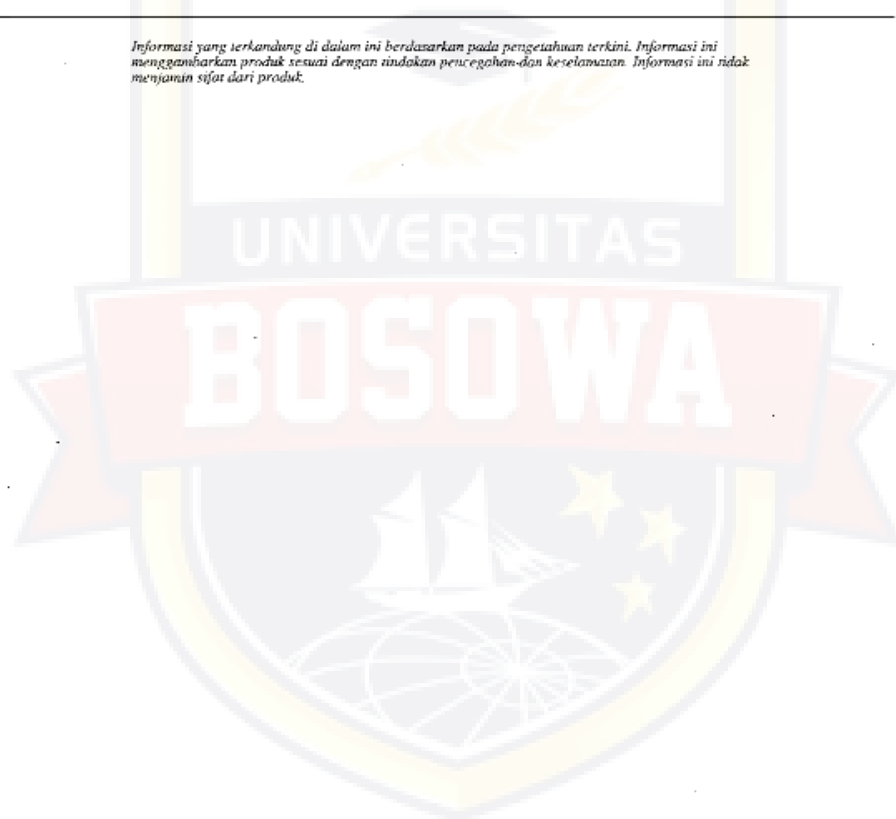 Informasi yang terkandung di dalam ini berdasarkan pada pengetahuan terkini. Informasi ini
menggambarkan produk sesuai dengan tindakan pencegahan dan keselamatan. Informasi ini tidak
menjamin sifat dari produk.
UNIVERSITAS
BOSOWA